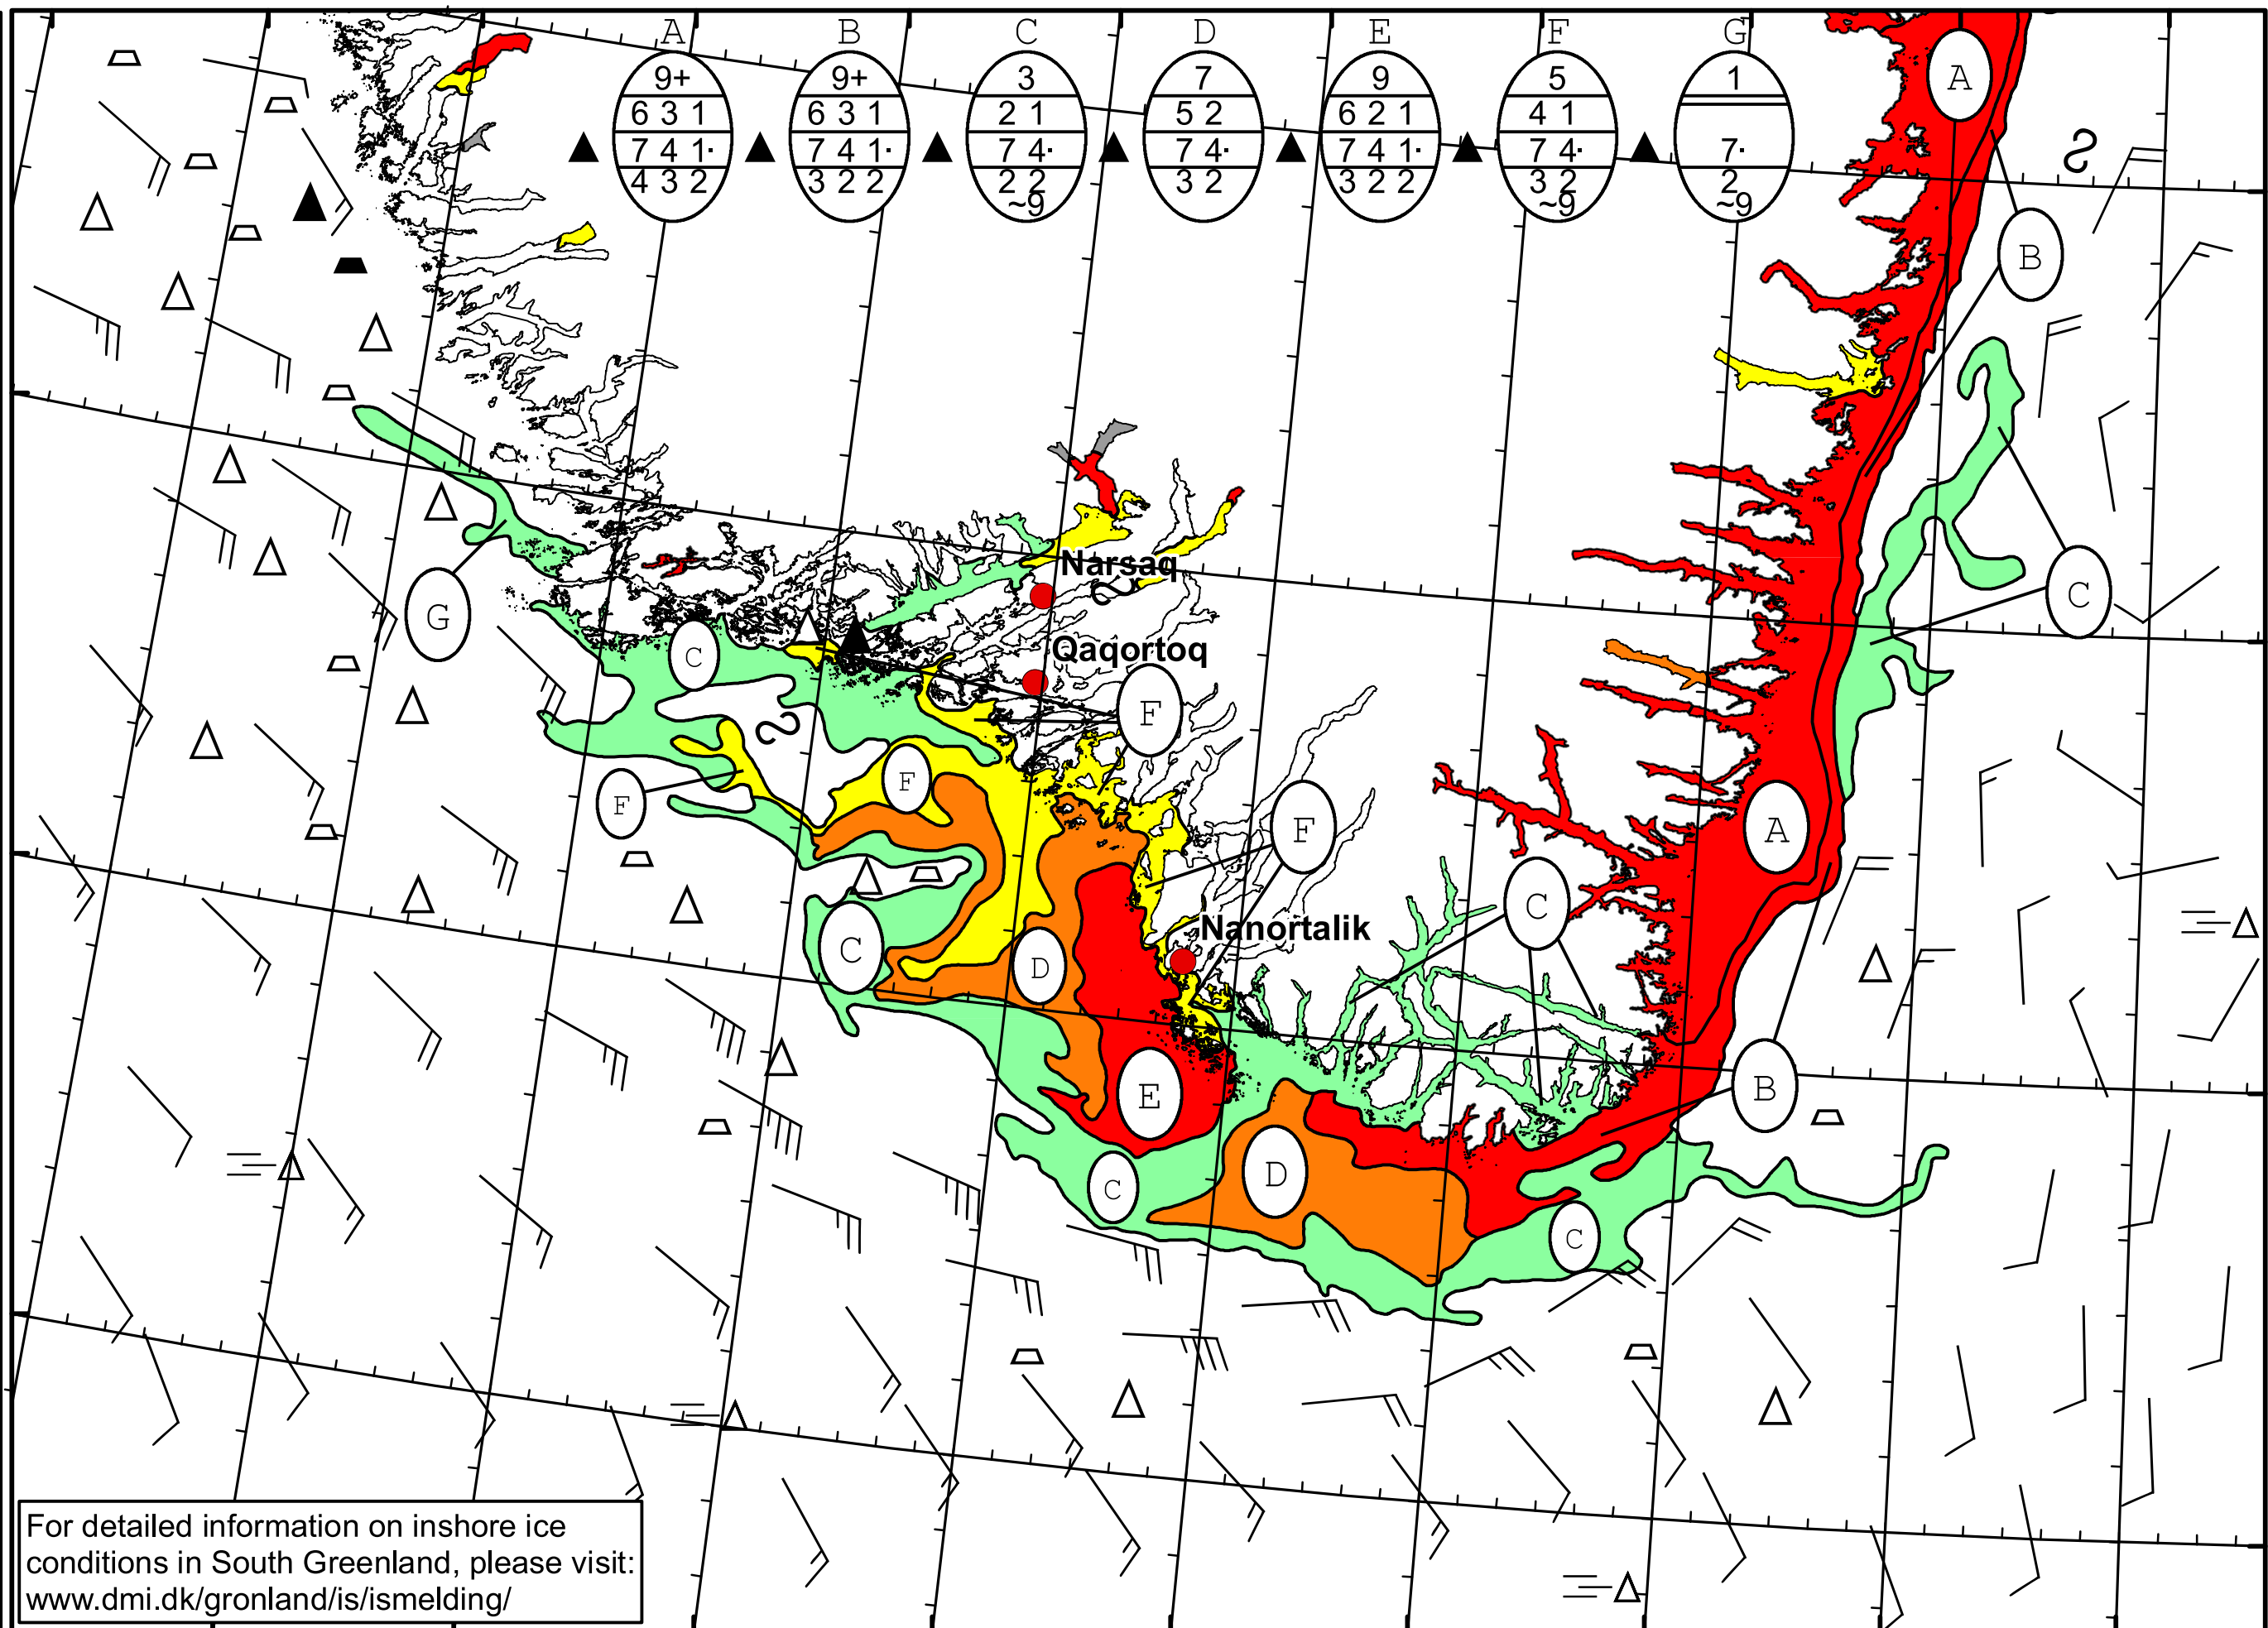 A B C D E F G
9+ 9+ 3 7 9 5 1
6 3 1 6 3 1 2 1 5 2 6 2 1 4 1
7 4 1· 7 4 1· 7 4· 7 4· 7 4 1· 7 4· 7·
4 3 2 3 2 2 2 2 3 2 3 2 2 3 2 2
~9 ~9 ~9
A
B
C
Narsaq
G
C
Qaqortoq
F
F
F
A
F
C
Nanortalik
C
D
B
E
D
C
C
For detailed information on inshore ice
conditions in South Greenland, please visit:
www.dmi.dk/gronland/is/ismelding/